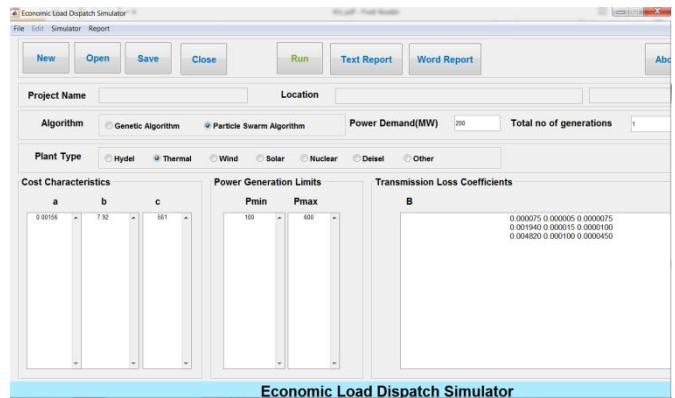 Economic Load Dispatch Simulator
File Edit Simulator Report
New Open Save Close Run Text Report Word Report Abo
Project Name Location
Algorithm Genetic Algorithm Particle Swarm Algorithm Power Demand(MW) 200 Total no of generations 1
Plant Type Hydel Thermal Wind Solar Nuclear Deisel Other
Cost Characteristics Power Generation Limits Transmission Loss Coefficients
a b c Pmin Pmax B
0.00156 7.92 561 100 600 0.000075 0.000005 0.0000075
0.001940 0.000015 0.0000100
0.004820 0.000100 0.0000450
Economic Load Dispatch Simulator